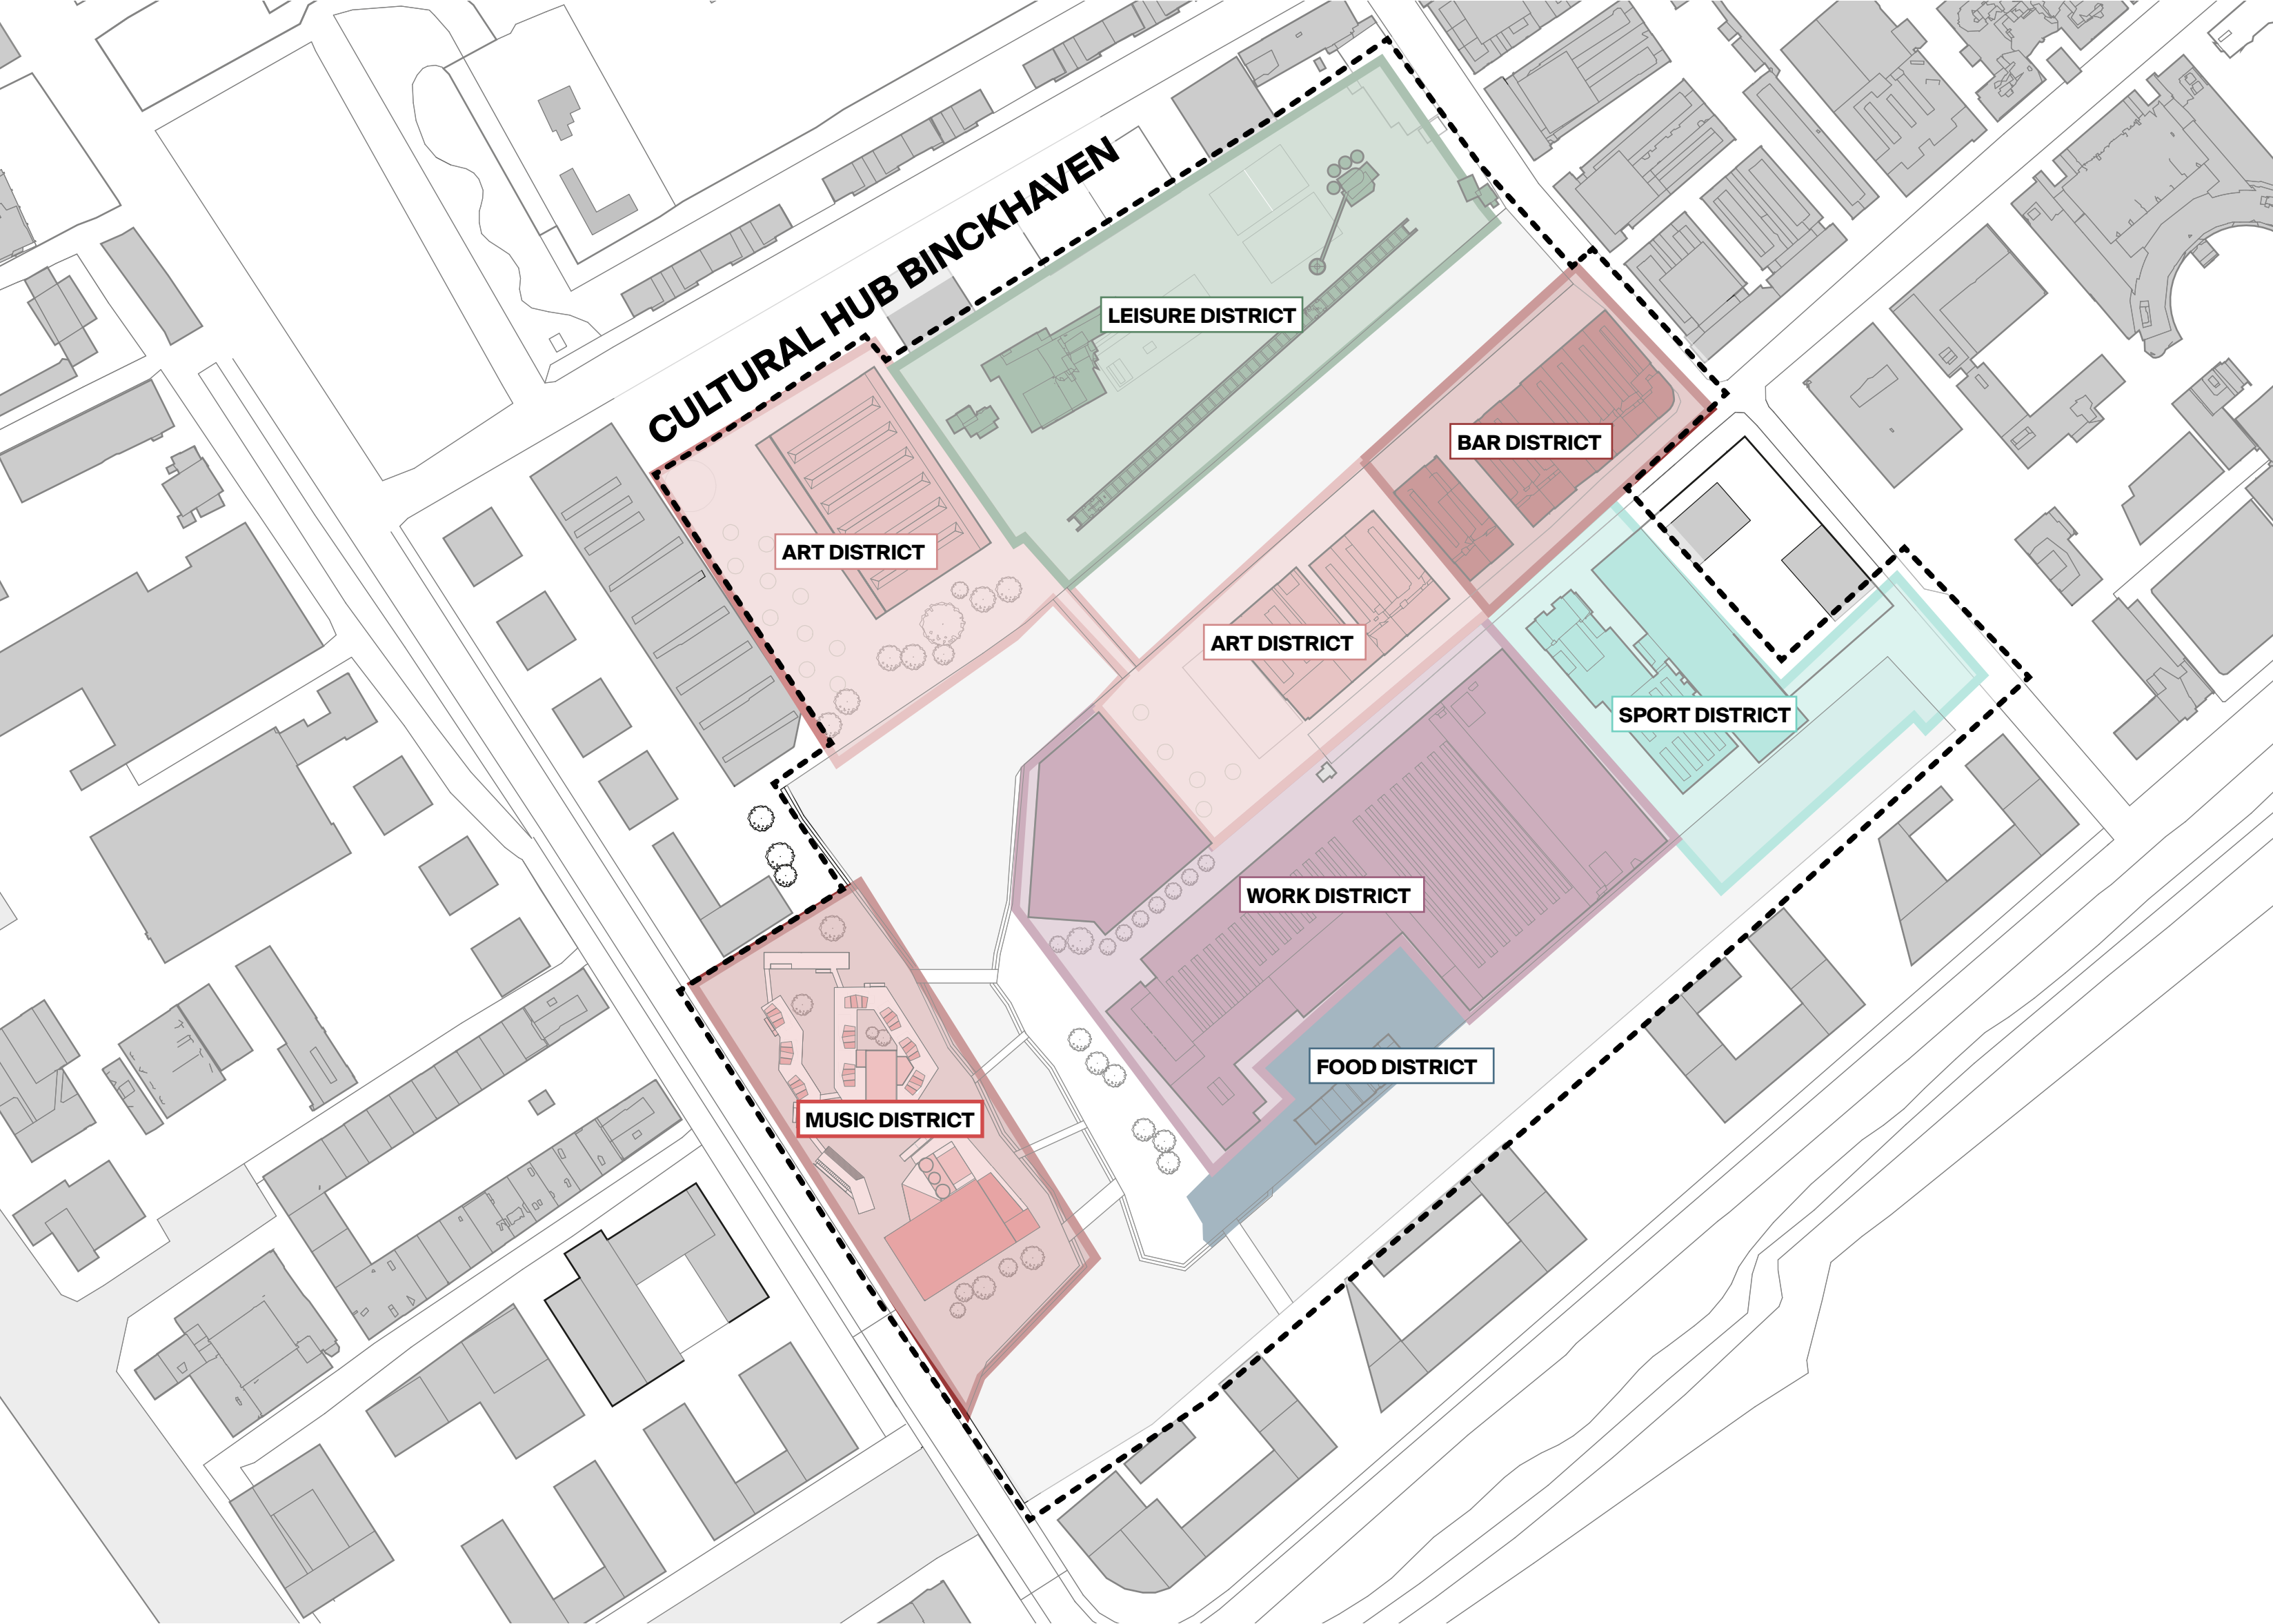 CULTURAL HUB BINCKHAVEN
LEISURE DISTRICT
BAR DISTRICT
ART DISTRICT
ART DISTRICT
SPORT DISTRICT
WORK DISTRICT
FOOD DISTRICT
MUSIC DISTRICT